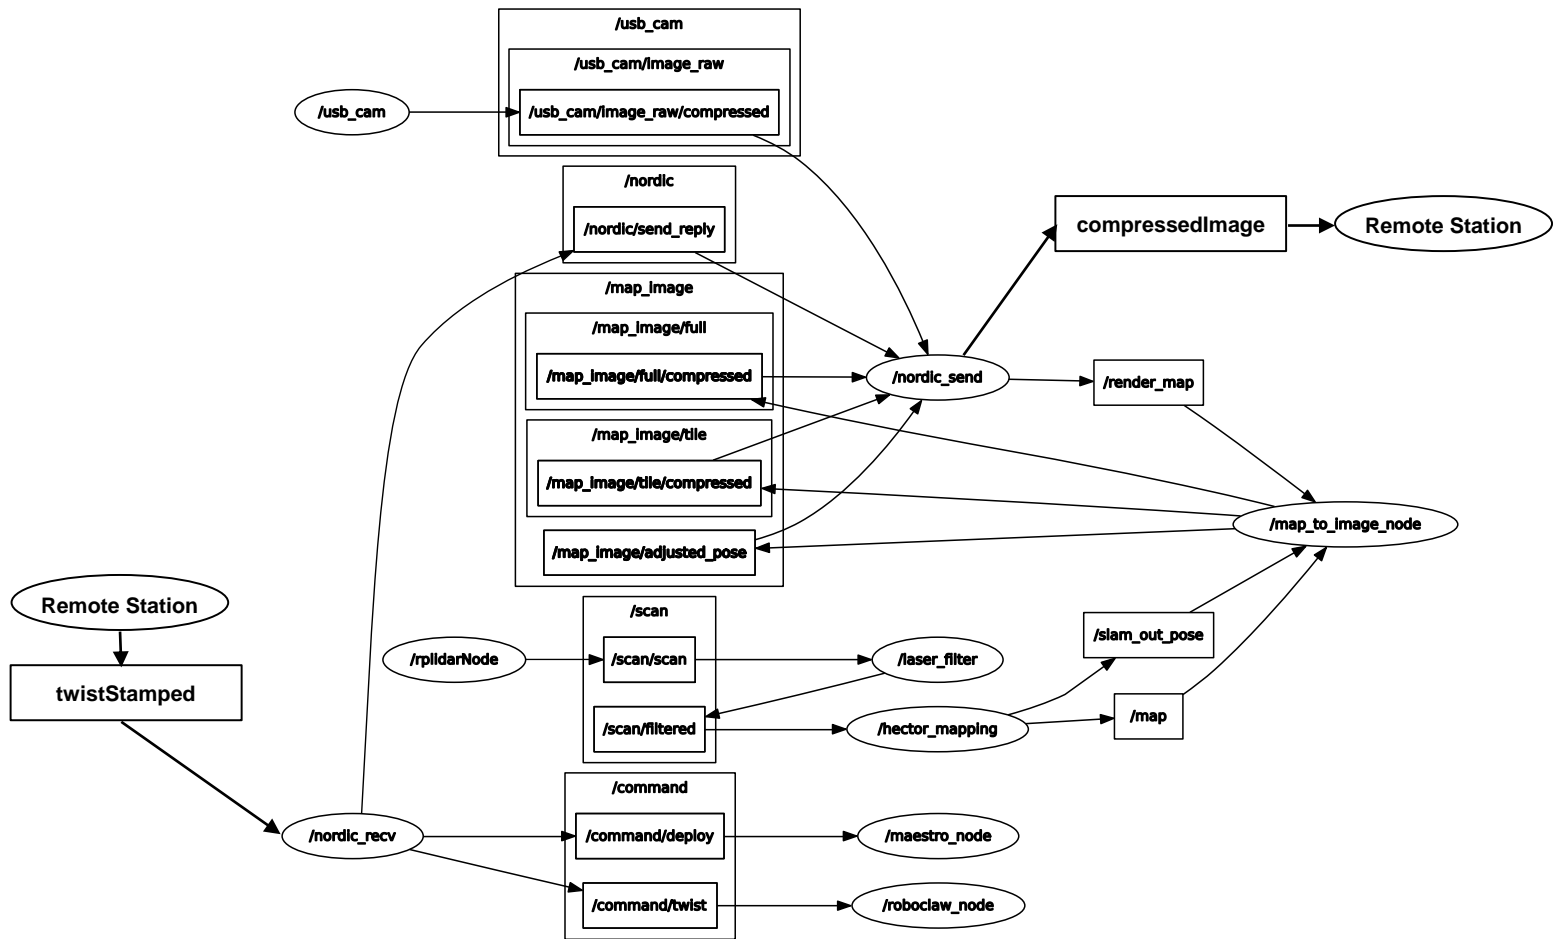 /usb_cam
/usb_cam/image_raw
/usb_cam
/usb_cam/image_raw/compressed
/nordic
/nordic/send_reply
compressedImage
Remote Station
/map_image
/map_image/full
/map_image/full/compressed
/nordic_send
/render_map
/map_image/tile
/map_image/tile/compressed
/map_to_image_node
/map_image/adjusted_pose
Remote Station
twistStamped
/scan
/rplidarNode
/scan/scan
/laser_filter
/slam_out_pose
/scan/filtered
/hector_mapping
/map
/command
/nordic_recv
/command/deploy
/maestro_node
/command/twist
/roboclaw_node